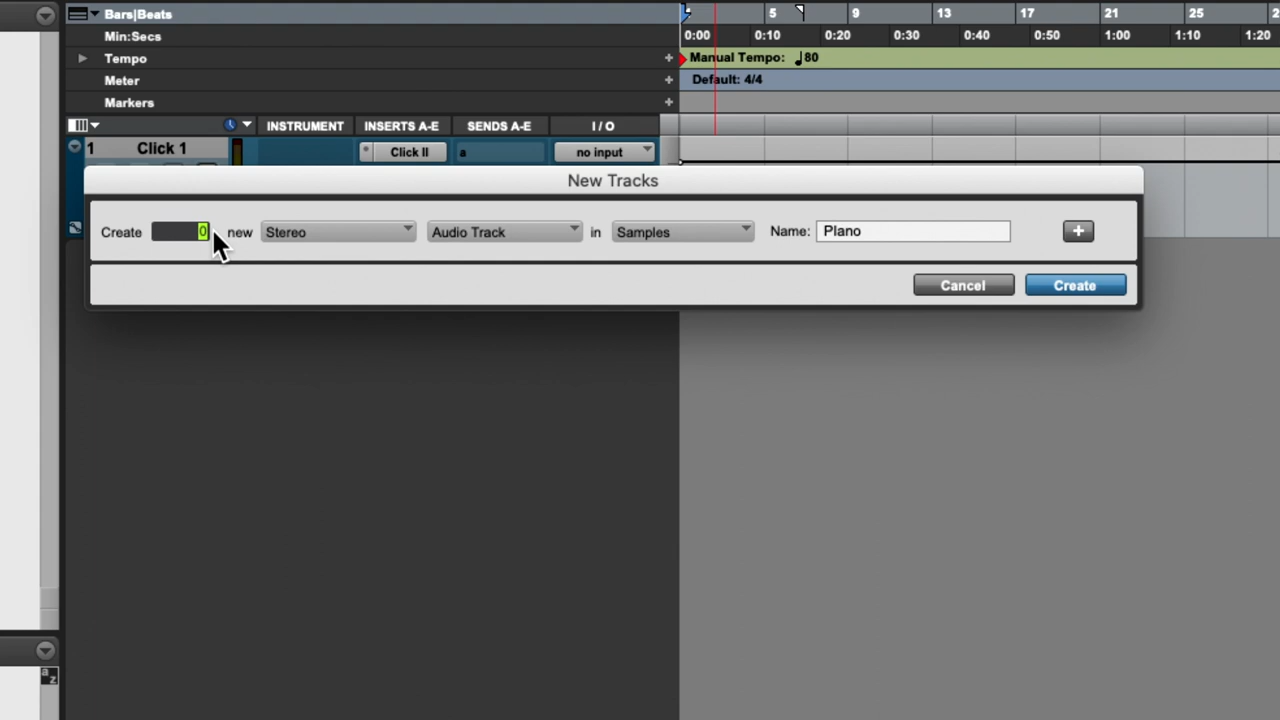 Bars|Beats 5 9 13 17 21 25
Min:Secs 0:00 0:10 0:20 0:30 0:40 0:50 1:00 1:10 1:20
Tempo + Manual Tempo: ♩80
Meter + Default: 4/4
Markers +
INSTRUMENT INSERTS A-E SENDS A-E I / O
1 Click 1 Click II a no input
New Tracks
Create 0 new Stereo Audio Track in Samples Name: Plano +
Cancel Create
a z